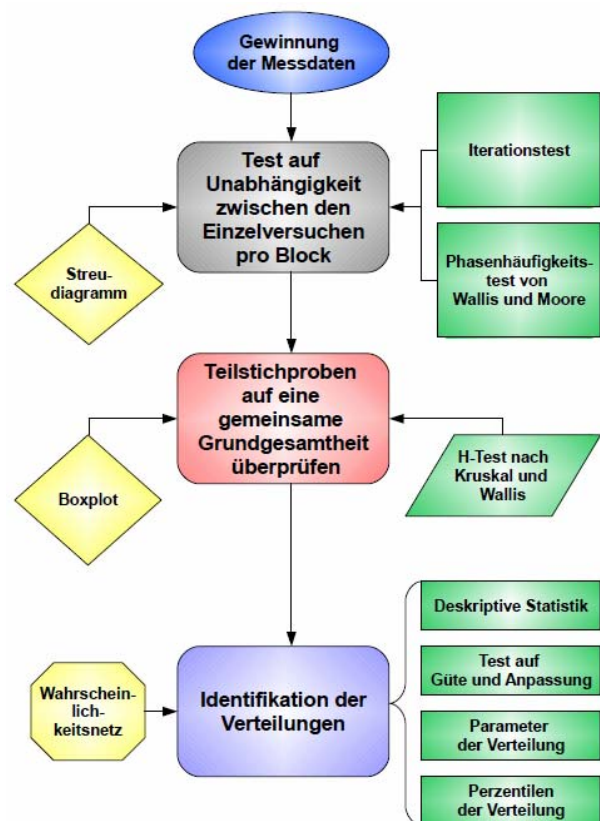 Gewinnung
der Messdaten
Test auf
Unabhängigkeit
zwischen den
Einzelversuchen
pro Block
Iterationstest
Streu-
diagramm
Phasenhäufigkeits-
test von
Wallis und Moore
Teilstichproben
auf eine
gemeinsame
Grundgesamtheit
überprüfen
Boxplot
H-Test nach
Kruskal und
Wallis
Identifikation der
Verteilungen
Wahrschein-
lich-
keitsnetz
Deskriptive Statistik
Test auf
Güte und Anpassung
Parameter
der Verteilung
Perzentilen
der Verteilung